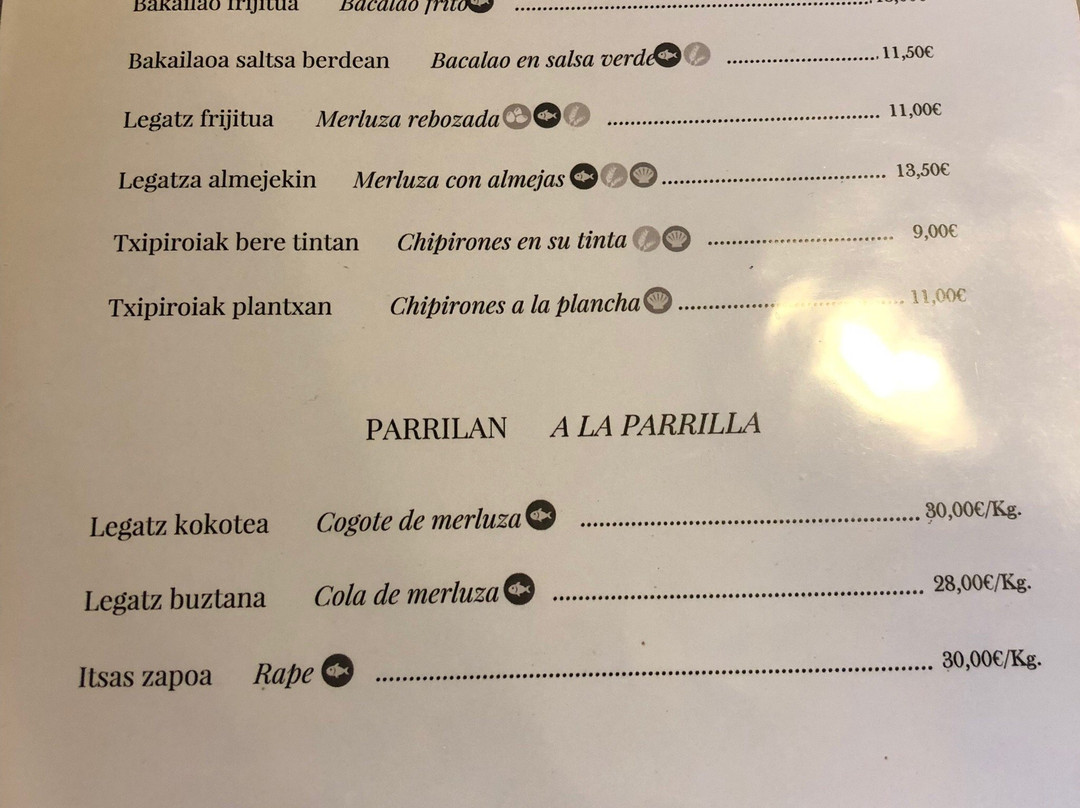 Bakailao frijitua Bacalao frito
Bakailaoa saltsa berdean Bacalao en salsa verde 11,50€
Legatz frijitua Merluza rebozada 11,00€
Legatza almejekin Merluza con almejas 13,50€
Txipiroiak bere tintan Chipirones en su tinta 9,00€
Txipiroiak plantxan Chipirones a la plancha 11,00€
PARRILAN A LA PARRILLA
Legatz kokotea Cogote de merluza 30,00€/Kg.
Legatz buztana Cola de merluza 28,00€/Kg.
Itsas zapoa Rape 30,00€/Kg.